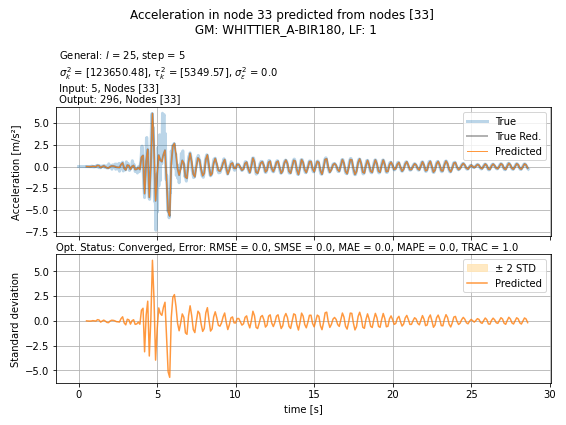 Acceleration in node 33 predicted from nodes [33]
GM: WHITTIER_A-BIR180, LF: 1
General: l = 25, step = 5
σ²ₖ = [123650.48], τ²ₖ = [5349.57], σ²ε = 0.0
Input: 5, Nodes [33]
Output: 296, Nodes [33]
Acceleration [m/s²]
5.0
2.5
0.0
−2.5
−5.0
−7.5
True
True Red.
Predicted
Opt. Status: Converged, Error: RMSE = 0.0, SMSE = 0.0, MAE = 0.0, MAPE = 0.0, TRAC = 1.0
Standard deviation
5.0
2.5
0.0
−2.5
−5.0
± 2 STD
Predicted
0 5 10 15 20 25 30
time [s]